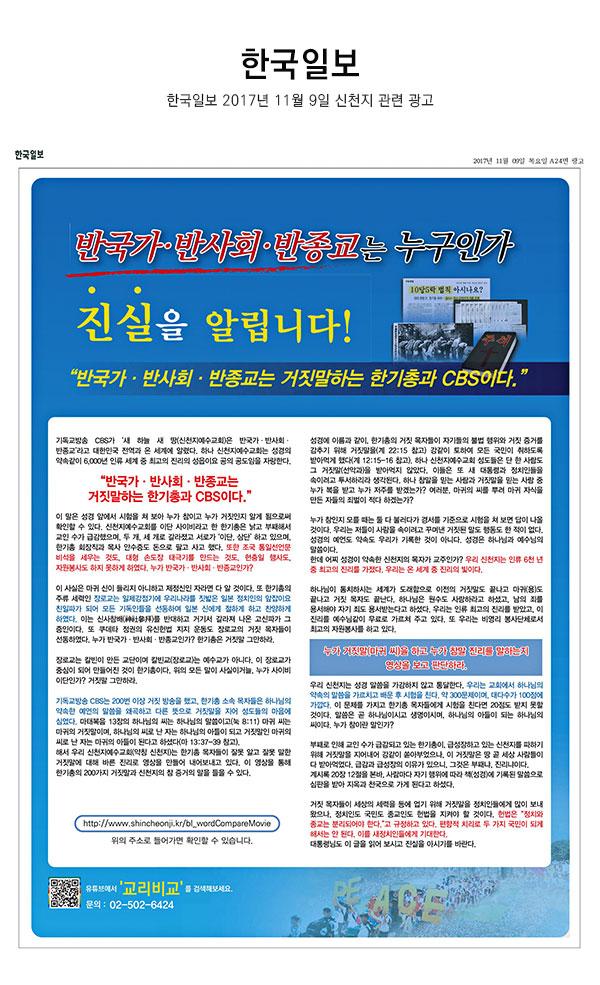 한국일보
한국일보 2017년 11월 9일 신천지 관련 광고
한국일보
2017년 11월 09일 목요일 A24면 광고
반국가·반사회·반종교는 누구인가
진실을 알립니다!
10만5락 법칙 아시나요?
“반국가 · 반사회 · 반종교는 거짓말하는 한기총과 CBS이다.”
기독교방송 CBS가 ‘새 하늘 새 땅(신천지예수교회)은 반국가·반사회·
반종교’라고 대한민국 전역과 온 세계에 알렸다. 하나 신천지예수교회는 성경의
약속같이 6,000년 인류 세계 중 최고의 진리의 성읍이요 공의 공도임을 자랑한다.
“반국가 · 반사회 · 반종교는
거짓말하는 한기총과 CBS이다.”
이 말은 성경 앞에서 시험을 쳐 보아 누가 참이고 누가 거짓인지 알게 됨으로써
확인할 수 있다. 신천지예수교회를 이단 사이비라고 한 한기총은 낡고 부패해서
교인 수가 급감했으며, 두 개, 세 개로 갈라졌고 서로가 ‘이단, 상단’ 하고 있으며,
한기총 회장직과 목사 안수증도 돈으로 팔고 사고 했다. 또한 조국 통일선언문
비석을 세우는 것도, 대형 손도장 태극기를 만드는 것도, 현충일 행사도,
자원봉사도 하지 못하게 하였다. 누가 반국가·반사회·반종교인가?
이 사실은 마귀 신이 들리지 아니하고 제정신인 자라면 다 알 것이다. 또 한기총의
주류 세력인 장로교는 일제강점기에 우리나라를 짓밟은 일본 정치인의 앞잡이요
친일파가 되어 모든 기독인들을 선동하여 일본 신에게 절하게 하고 찬양하게
하였다. 이는 신사참배(神社參拜)를 반대하고 거기서 갈라져 나온 고신파가 그
증인이다. 또 쿠데타 정권의 유신헌법 지지 운동도 장로교의 거짓 목자들이
선동하였다. 누가 반국가·반사회·반종교인가? 한기총은 거짓말 그만하라.
장로교는 칼빈이 만든 교단이며 칼빈교(장로교)는 예수교가 아니다. 이 장로교가
중심이 되어 만들어진 것이 한기총이다. 위의 모든 말이 사실이거늘, 누가 사이비
이단인가? 거짓말 그만하라.
기독교방송 CBS는 200번 이상 거짓 방송을 했고, 한기총 소속 목자들은 하나님의
약속한 예언의 말씀을 왜곡하고 다른 뜻으로 거짓말을 지어 성도들의 마음에
심었다. 마태복음 13장의 하나님의 씨는 하나님의 말씀이고(눅 8:11) 마귀 씨는
마귀의 거짓말이며, 하나님의 씨로 난 자는 하나님의 아들이 되고 거짓말인 마귀의
씨로 난 자는 마귀의 아들이 된다고 하셨다(마 13:37~39 참고).
해서 우리 신천지예수교회(약칭 신천지)는 한기총 목자들이 잘못 알고 잘못 말한
거짓말에 대해 바른 진리로 영상을 만들어 내어보내고 있다. 이 영상을 통해
한기총의 200가지 거짓말과 신천지의 참 증거의 말을 들을 수 있다.
http://www.shincheonji.kr/bl_wordCompareMovie
위의 주소로 들어가면 확인할 수 있습니다.
성경에 이름과 같이, 한기총의 거짓 목자들이 자기들의 불법 행위와 거짓 증거를
감추기 위해 거짓말을(계 22:15 참고) 강같이 토하여 모든 국민이 취하도록
받아먹게 했다(계 12:15-16 참고). 하나 신천지예수교회 성도들은 단 한 사람도
그 거짓말(선악과)을 받아먹지 않았다. 이들은 또 새 대통령과 정치인들을
속이려고 투서하리라 생각된다. 하나 참말을 믿는 사람과 거짓말을 믿는 사람 중
누가 복을 받고 누가 저주를 받겠는가? 여러분, 마귀의 씨를 뿌려 마귀 자식을
만든 자들의 죄벌이 적다 하겠는가?
누가 참인지 모를 때는 둘 다 불러다가 경서를 기준으로 시험을 쳐 보면 답이 나올
것이다. 우리는 저들이 사람을 속이려고 꾸며낸 거짓된 말도 행동도 한 적이 없다.
성경의 예언도 약속도 우리가 기록한 것이 아니다. 성경은 하나님과 예수님의
말씀이다.
한데 어찌 성경이 약속한 신천지의 목자가 교주인가? 우리 신천지는 인류 6천 년
중 최고의 진리를 가졌다. 우리는 온 세계 중 진리의 빛이다.
하나님이 통치하시는 세계가 도래함으로 이전의 거짓말도 끝나고 마귀(용)도
끝나고 거짓 목자도 끝난다. 하나님은 원수도 사랑하라고 하셨고, 남의 죄를
용서해야 자기 죄도 용서받는다고 하셨다. 우리는 인류 최고의 진리를 받았고, 이
진리를 예수님같이 무료로 가르쳐 주고 있다. 또 우리는 비영리 봉사단체로서
최고의 자원봉사를 하고 있다.
누가 거짓말(마귀 씨)을 하고 누가 참말 진리를 말하는지
영상을 보고 판단하라.
우리 신천지는 성경 말씀을 가감하지 않고 통달한다. 우리는 교회에서 하나님의
약속의 말씀을 가르치고 배운 후 시험을 친다. 약 300문제이며, 대다수가 100점에
가깝다. 이 문제를 가지고 한기총 목자들에게 시험을 친다면 20점도 받지 못할
것이다. 말씀은 곧 하나님이시고 생명이시며, 하나님의 아들이 되는 하나님의
씨이다. 누가 참이란 말인가?
부패로 인해 교인 수가 급감되고 있는 한기총이, 급성장하고 있는 신천지를 피하기
위해 거짓말을 지어내어 강같이 쏟아부었으나, 이 거짓말은 땅 곧 세상 사람들이
다 받아먹었다. 급감과 급성장의 이유가 있으니, 그것은 부패냐, 진리냐이다.
계시록 20장 12절을 본바, 사람마다 자기 행위에 따라 책(성경)에 기록된 말씀으로
심판을 받아 지옥과 천국으로 가게 된다고 하셨다.
거짓 목자들이 세상의 세력을 등에 업기 위해 거짓말을 정치인들에게 많이 보내
왔으나, 정치인도 국민도 종교인도 헌법을 지켜야 할 것이다. 헌법은 “정치와
종교는 분리되어야 한다.”고 규정하고 있다. 편향적 처리로 두 가지 국민이 되게
해서는 안 된다. 이를 새정치인들에게 기대한다.
대통령님도 이 글을 읽어 보시고 진실을 아시기를 바란다.
유튜브에서 ‘교리비교’를 검색해보세요.
문의 : 02-502-6424
PEACE